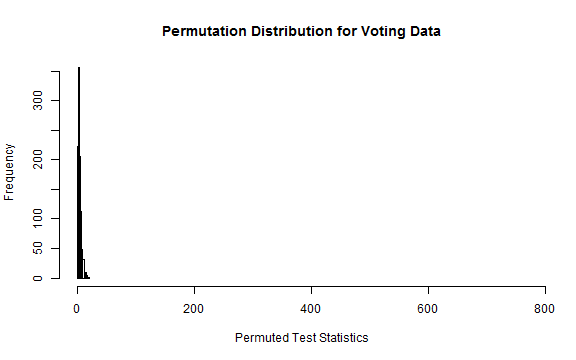 Permutation Distribution for Voting Data
Frequency
300
200
100
50
0
0 200 400 600 800
Permuted Test Statistics